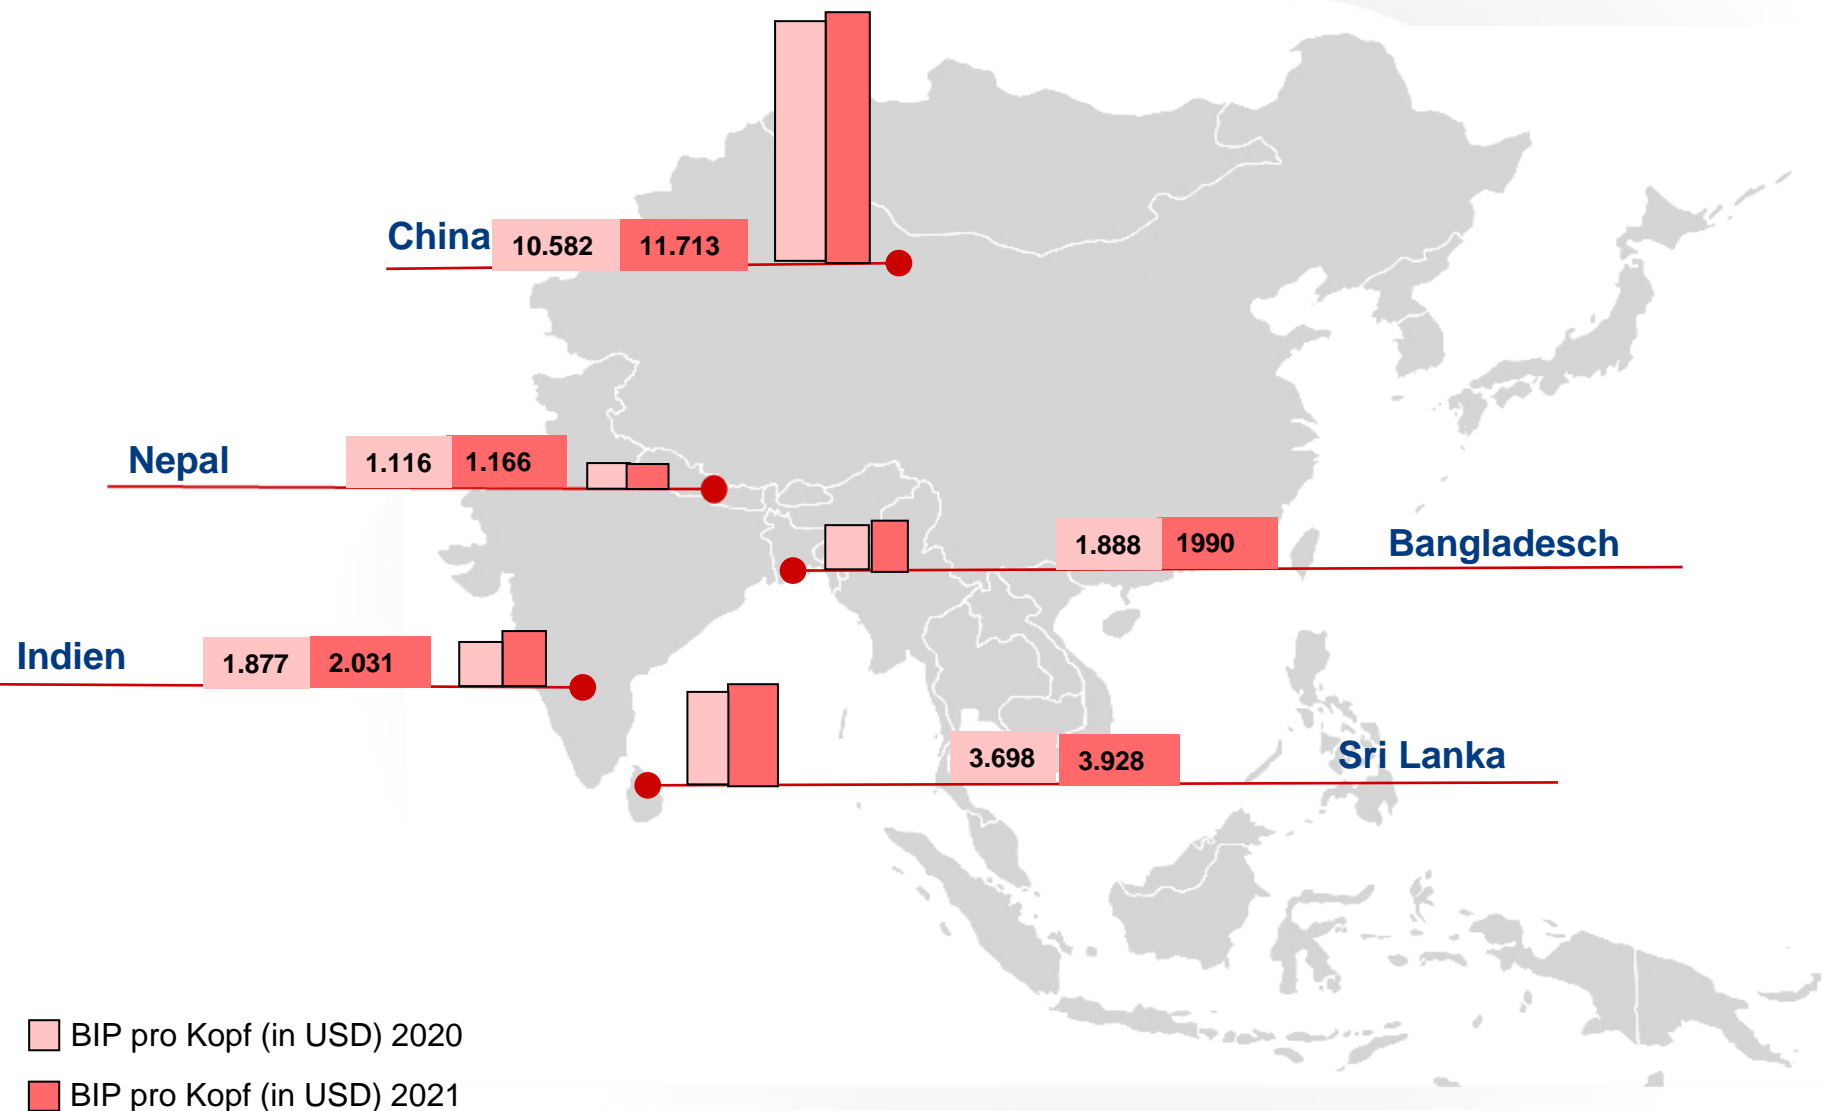 China 10.582 11.713
Nepal 1.116 1.166
1.888 1990 Bangladesch
Indien 1.877 2.031
3.698 3.928 Sri Lanka
BIP pro Kopf (in USD) 2020
BIP pro Kopf (in USD) 2021